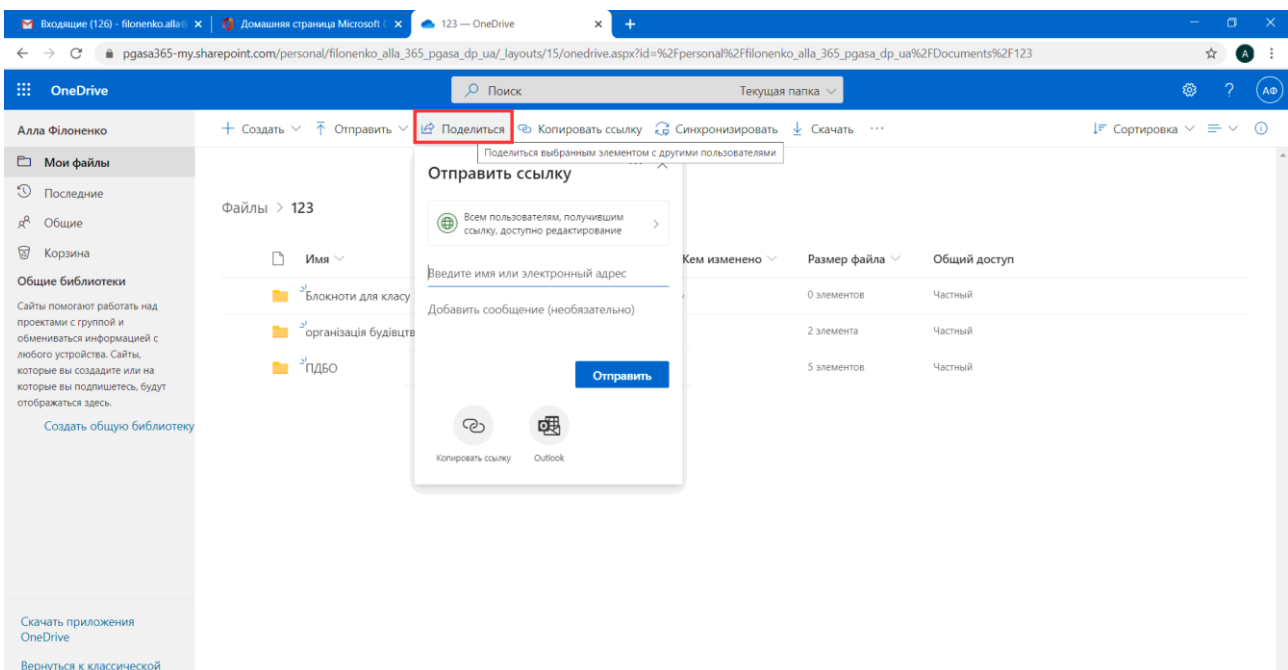 Входящие (126) - filonenko.alla
Домашняя страница Microsoft
123 — OneDrive
pgasa365-my.sharepoint.com/personal/filonenko_alla_365_pgasa_dp_ua/_layouts/15/onedrive.aspx?id=%2Fpersonal%2Ffilonenko_alla_365_pgasa_dp_ua%2FDocuments%2F123
A
OneDrive
Поиск
Текущая папка
?
АФ
Алла Філоненко
Создать
Отправить
Поделиться
Копировать ссылку
Синхронизировать
Скачать
Сортировка
Поделиться выбранным элементом с другими пользователями
Мои файлы
Последние
Общие
Корзина
Общие библиотеки
Сайты помогают работать над
проектами с группой и
обмениваться информацией с
любого устройства. Сайты,
которые вы создадите или на
которые вы подпишетесь, будут
отображаться здесь.
Создать общую библиотеку
Скачать приложения
OneDrive
Вернуться к классической
Файлы > 123
Имя
Кем изменено
Размер файла
Общий доступ
Блокноти для класу
0 элементов
Частный
організація будівцтв
2 элемента
Частный
ПДБО
5 элементов
Частный
Отправить ссылку
Всем пользователям, получившим
ссылку, доступно редактирование
Введите имя или электронный адрес
Добавить сообщение (необязательно)
Отправить
Копировать ссылку
Outlook